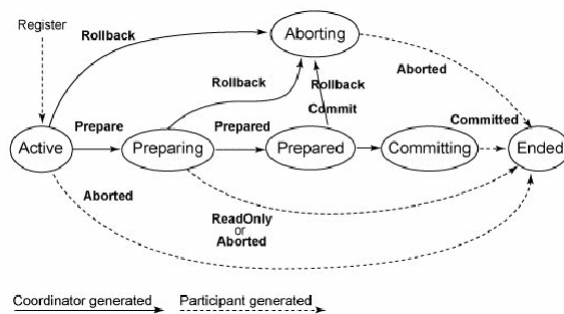 Register
Rollback
Aborting
Rollback
Rollback
Aborted
Commit
Committed
Prepare
Prepared
Active
Preparing
Prepared
Committing
Ended
Aborted
ReadOnly
or
Aborted
Coordinator generated
Participant generated